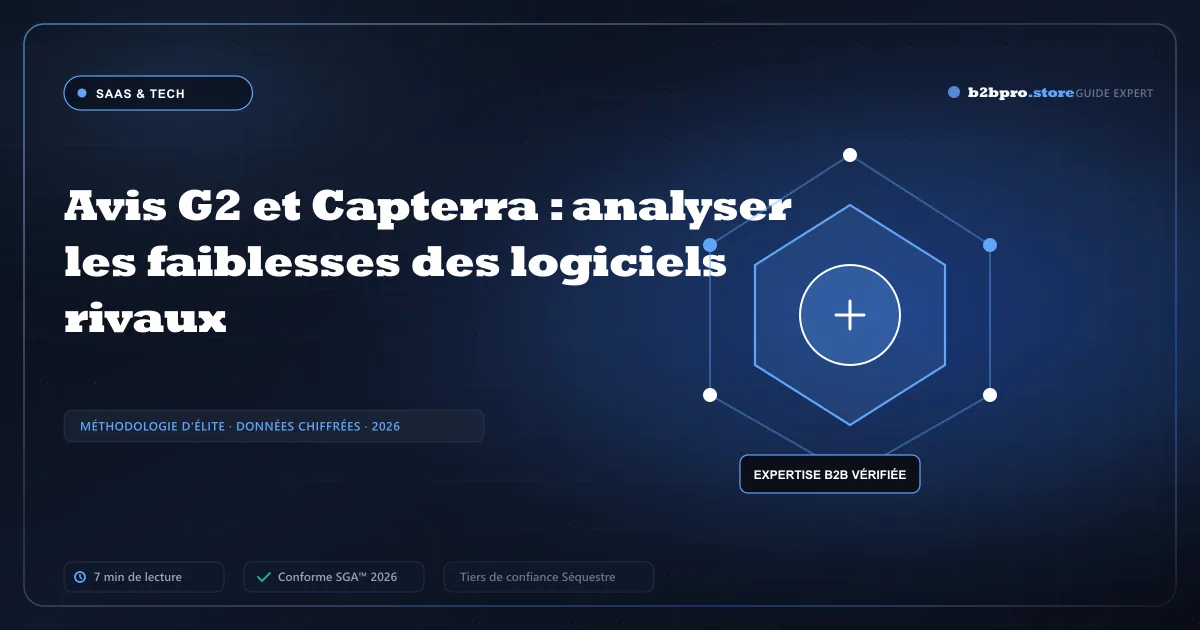 SAAS & TECH
b2bpro.store GUIDE EXPERT
Avis G2 et Capterra : analyser
les faiblesses des logiciels
rivaux
MÉTHODOLOGIE D'ÉLITE · DONNÉES CHIFFRÉES · 2026
EXPERTISE B2B VÉRIFIÉE
7 min de lecture
Conforme SGA™ 2026
Tiers de confiance Séquestre